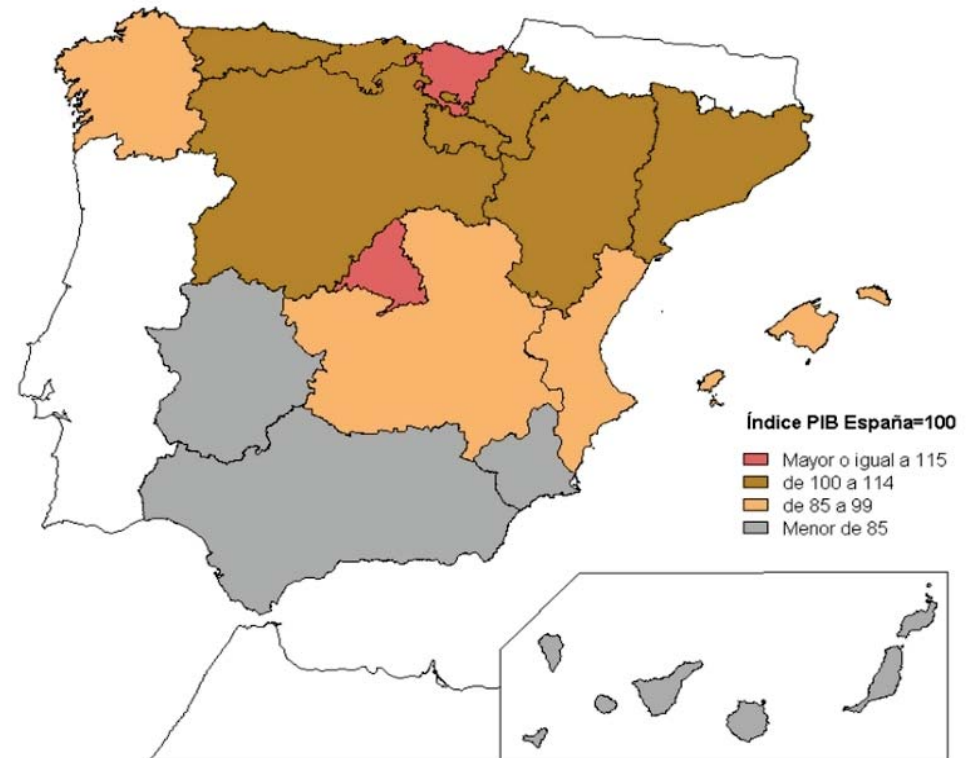 Índice PIB España=100
Mayor o igual a 115
de 100 a 114
de 85 a 99
Menor de 85